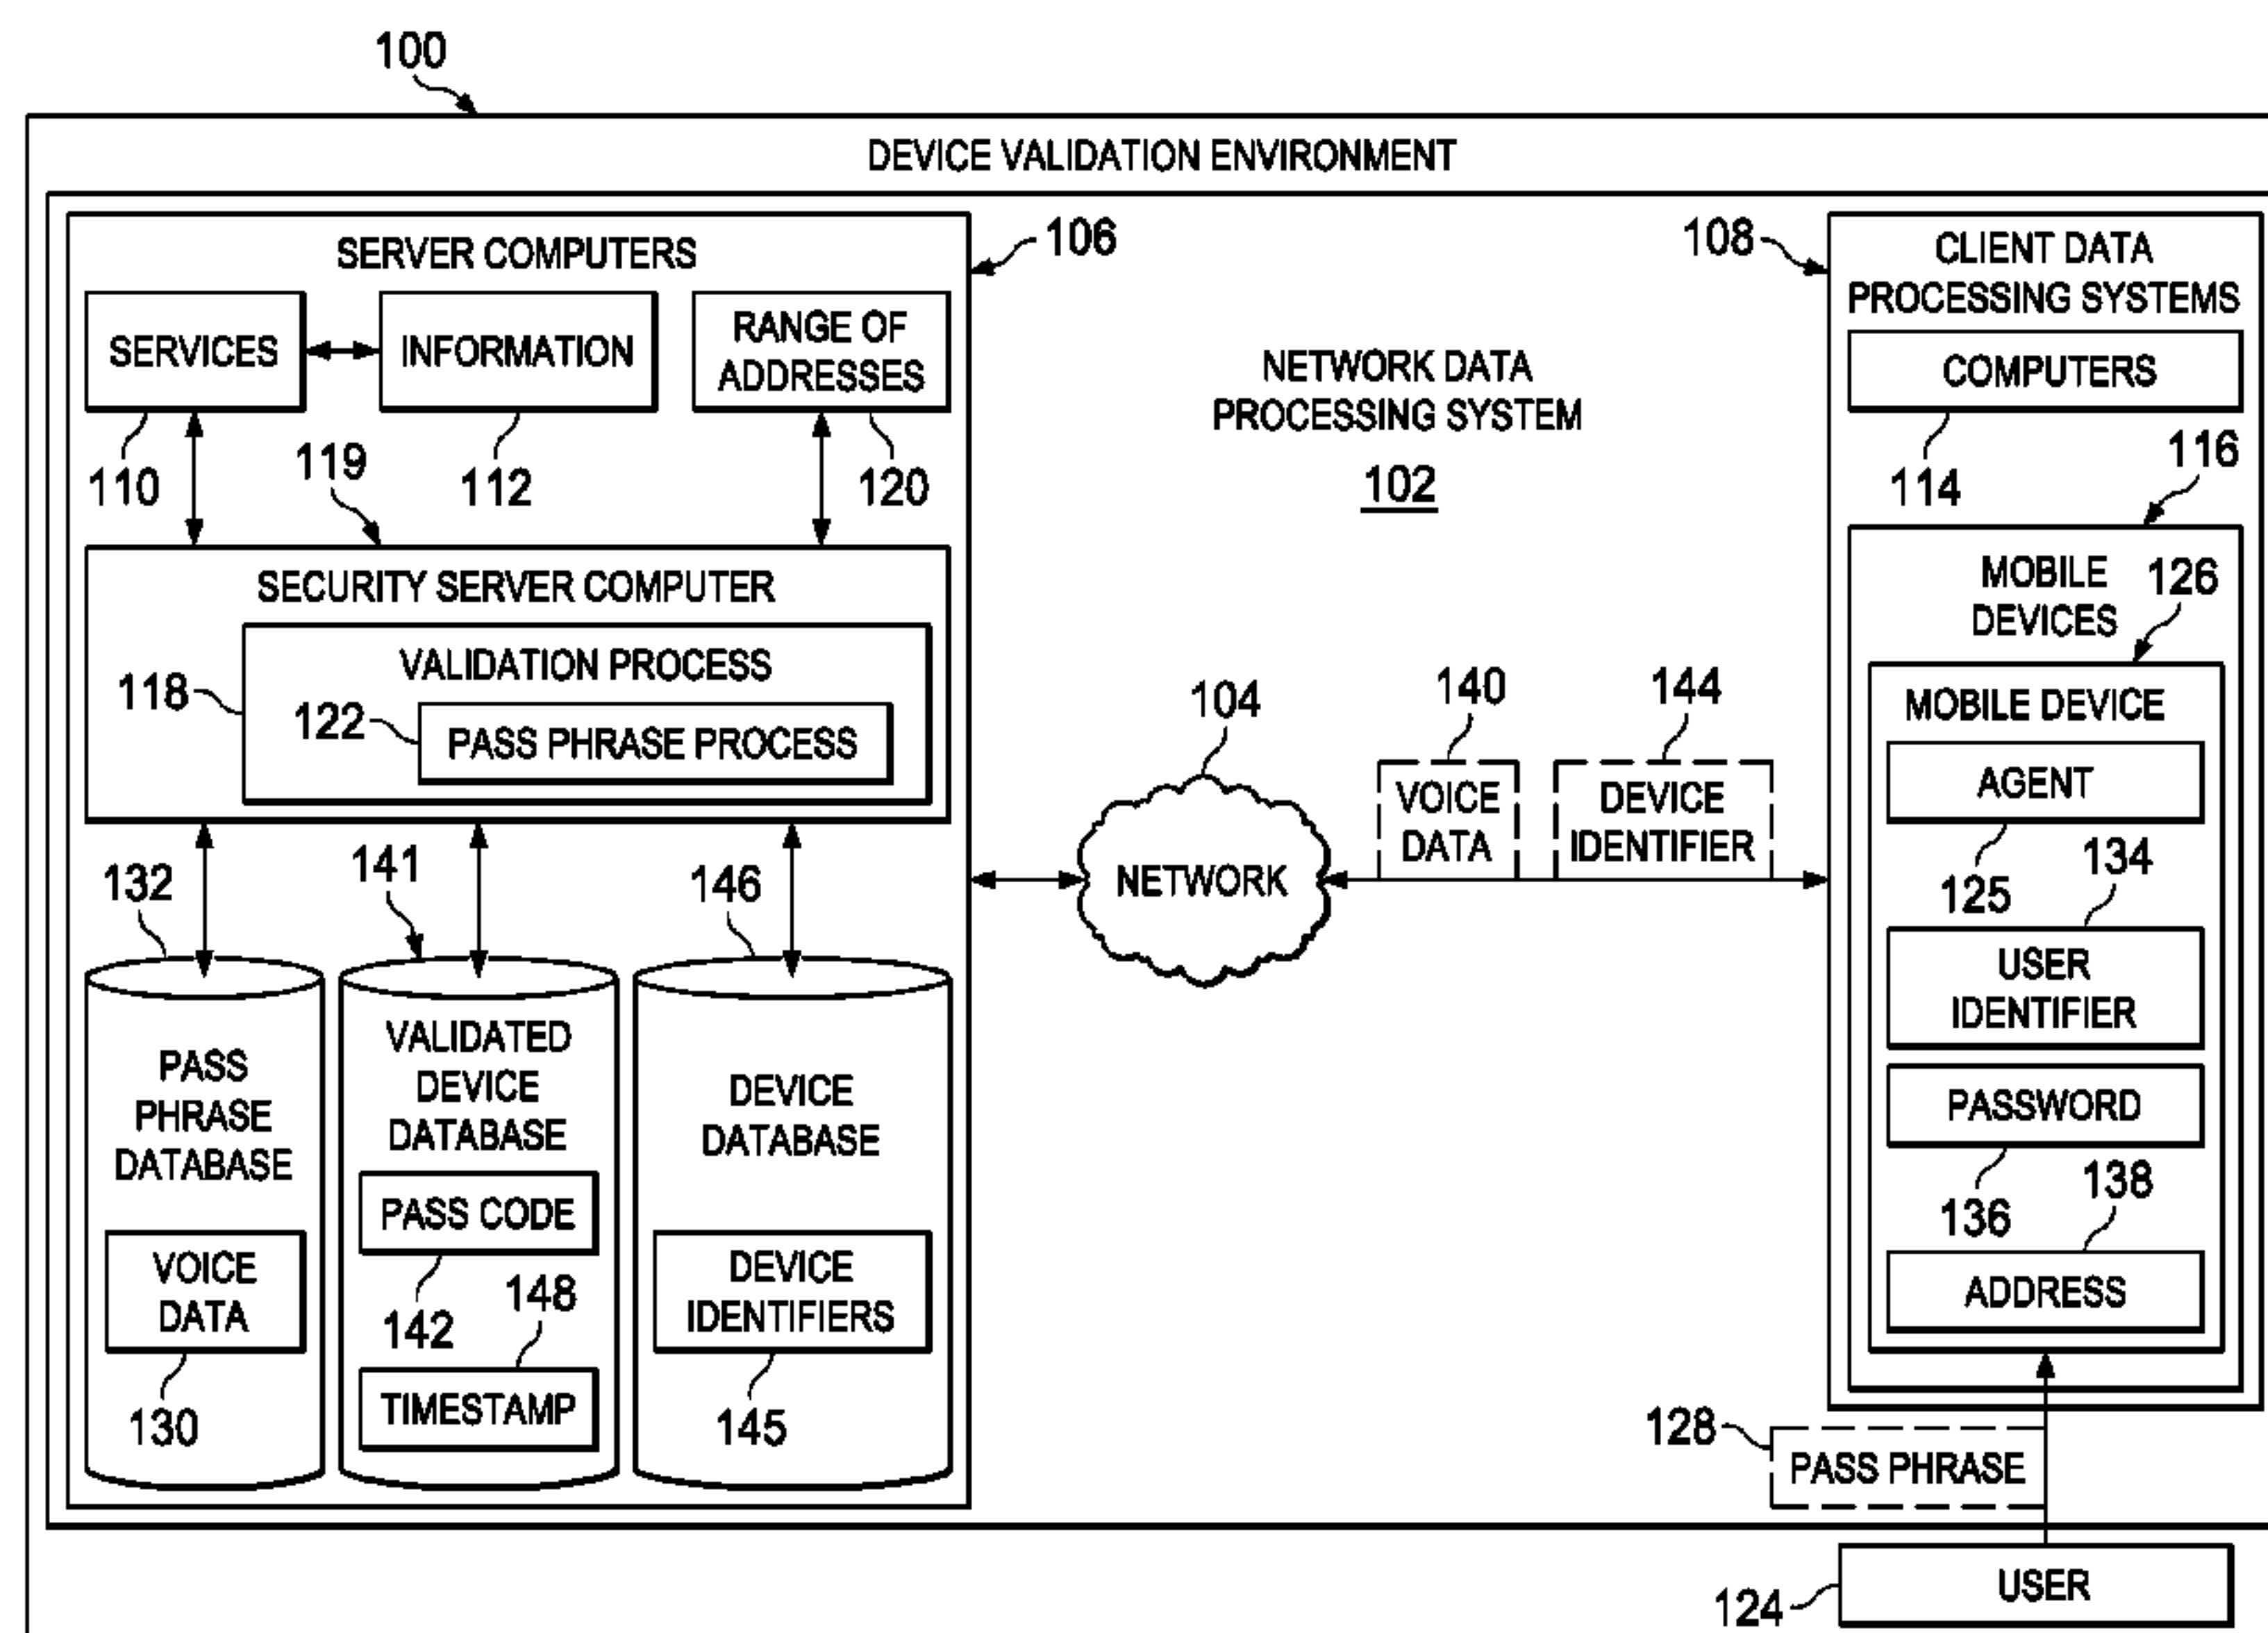 100
DEVICE VALIDATION ENVIRONMENT
SERVER COMPUTERS
106
SERVICES
INFORMATION
RANGE OF
ADDRESSES
110
112
120
119
SECURITY SERVER COMPUTER
VALIDATION PROCESS
118
122
PASS PHRASE PROCESS
132
141
146
PASS
PHRASE
DATABASE
VOICE
DATA
130
VALIDATED
DEVICE
DATABASE
PASS CODE
142
148
TIMESTAMP
DEVICE
DATABASE
DEVICE
IDENTIFIERS
145
NETWORK DATA
PROCESSING SYSTEM
102
104
NETWORK
140
VOICE
DATA
144
DEVICE
IDENTIFIER
108
CLIENT DATA
PROCESSING SYSTEMS
COMPUTERS
114
116
MOBILE
DEVICES
126
MOBILE DEVICE
AGENT
125
134
USER
IDENTIFIER
PASSWORD
136
138
ADDRESS
128
PASS PHRASE
124
USER